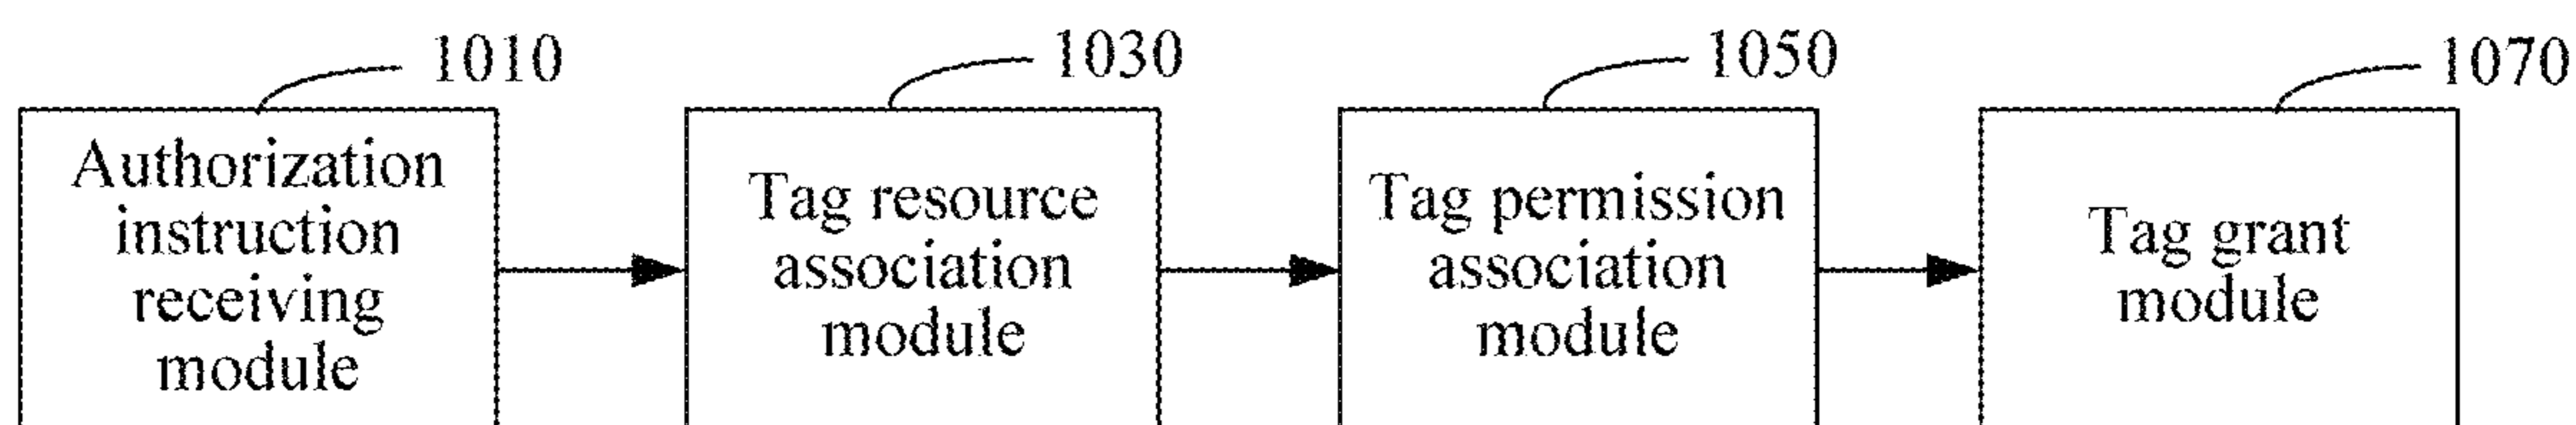 1010
1030
1050
1070
Authorization
instruction
receiving
module
Tag resource
association
module
Tag permission
association
module
Tag grant
module